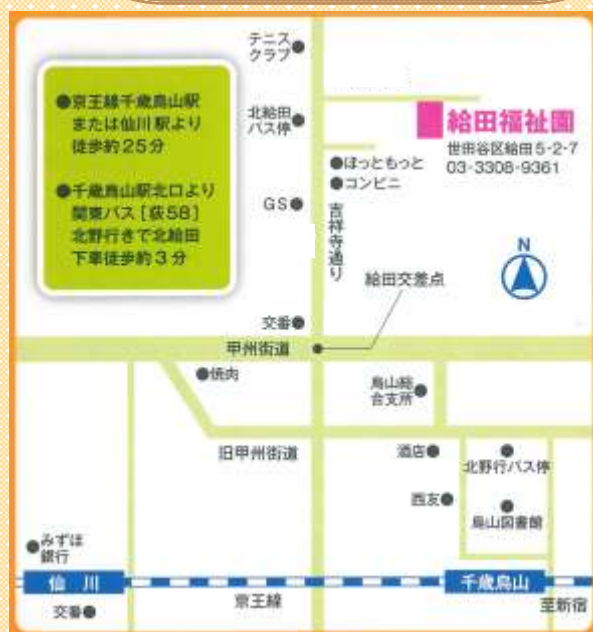 テニス
クラブ
●京王線千歳烏山駅
または仙川駅より
徒歩約25分
●千歳烏山駅北口より
関東バス[荻58]
北野行きで北給田
下車徒歩約3分
北給田
バス停
給田福祉園
世田谷区給田5-2-7
03-3308-9361
●ほっともっと
●コンビニ
GS●
吉祥寺通り
N
給田交差点
交番●
甲州街道
●焼肉
烏山総
合支所
旧甲州街道
酒店●
北野行バス停
西友●
烏山図書館
●みずほ
銀行
仙川
千歳烏山
京王線
至新宿
交番●